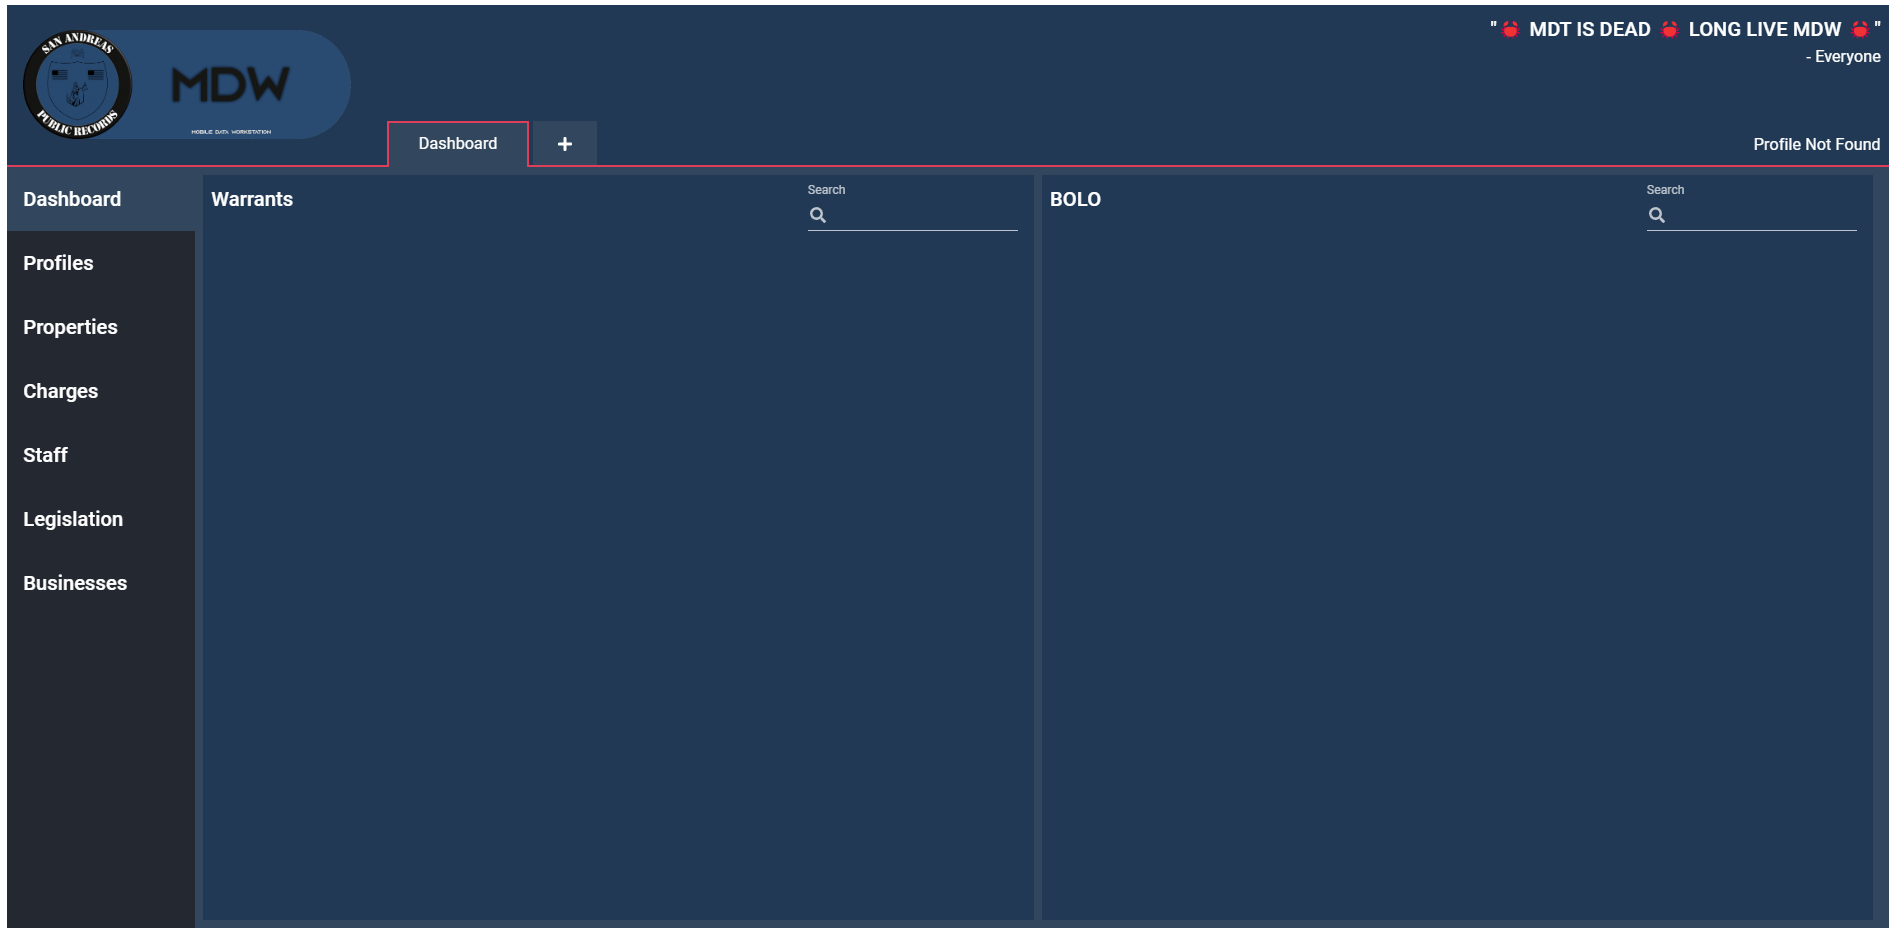 SAN ANDREAS
PUBLIC RECORDS
MDW
MOBILE DATA WORKSTATION
"🦀 MDT IS DEAD 🦀 LONG LIVE MDW 🦀"
- Everyone
Dashboard
+
Profile Not Found
Dashboard
Profiles
Properties
Charges
Staff
Legislation
Businesses
Warrants
Search
BOLO
Search